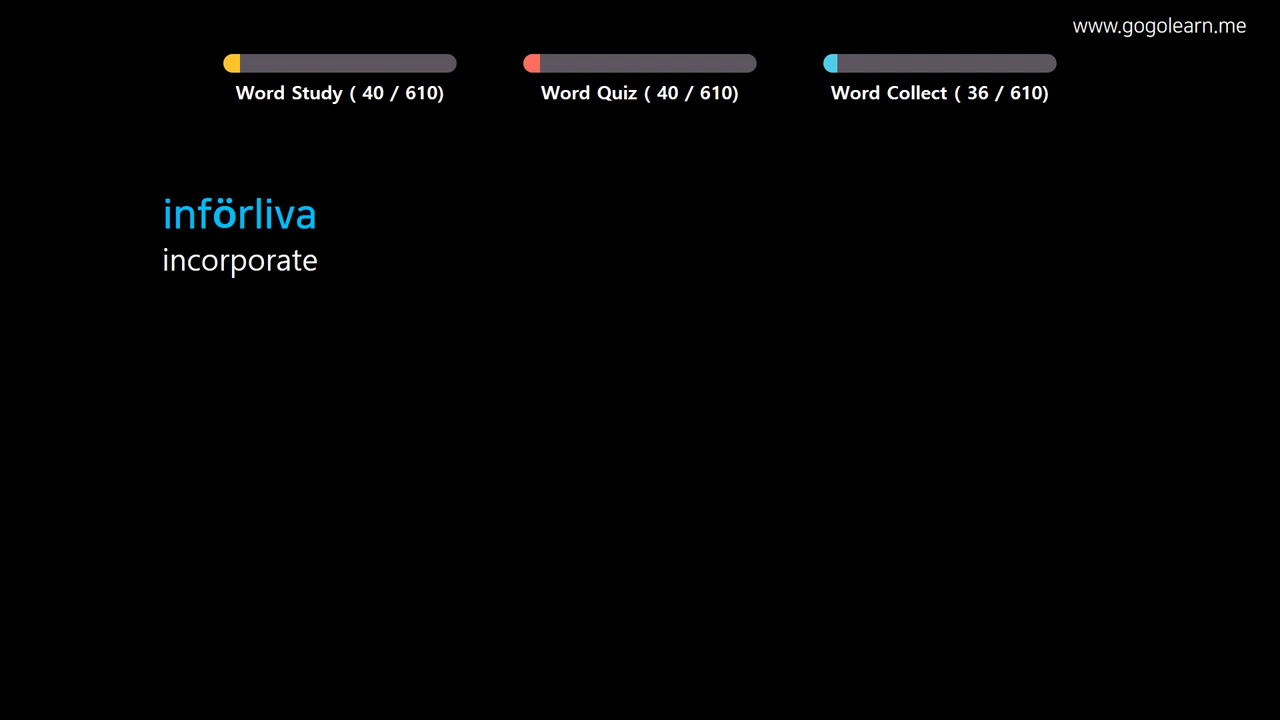 www.gogolearn.me
Word Study ( 40 / 610)
Word Quiz ( 40 / 610)
Word Collect ( 36 / 610)
införliva
incorporate